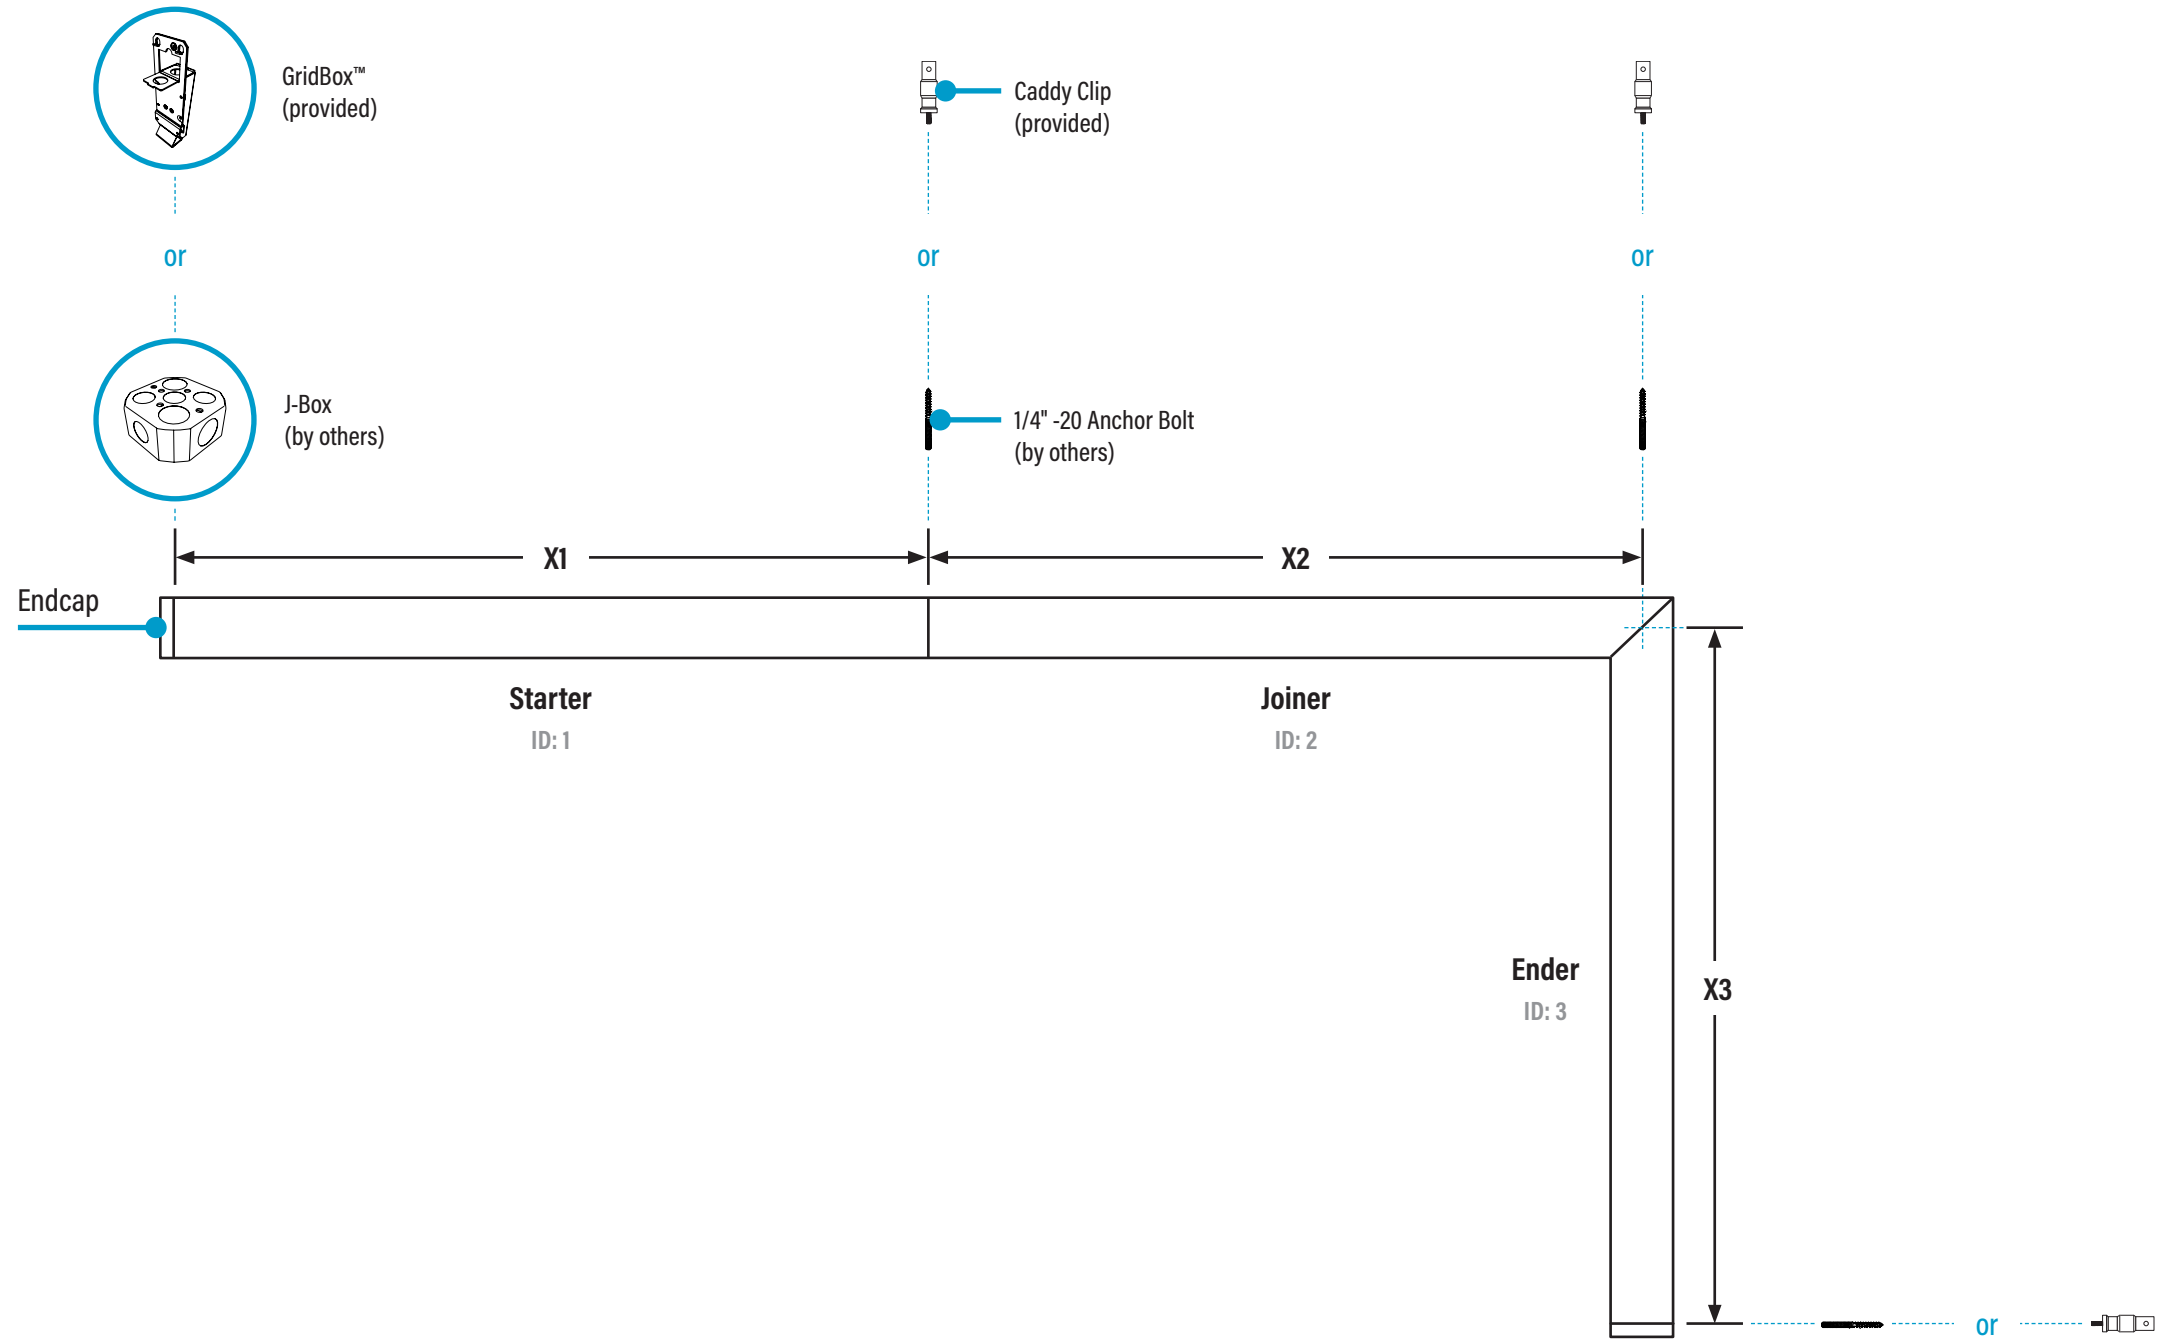 GridBox™
(provided)
Caddy Clip
(provided)
or
or
or
J-Box
(by others)
1/4" -20 Anchor Bolt
(by others)
X1
X2
Endcap
Starter
ID: 1
Joiner
ID: 2
Ender
ID: 3
X3
or